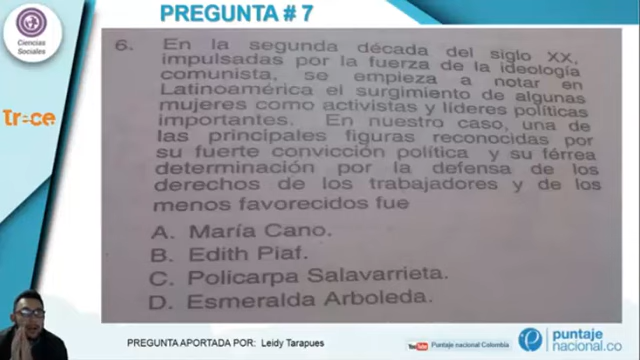 PREGUNTA # 7
Ciencias
Sociales
6. En la segunda década del siglo XX,
impulsadas por la fuerza de la ideología
comunista, se empieza a notar en
Latinoamérica el surgimiento de algunas
mujeres como activistas y líderes políticas
importantes. En nuestro caso, una de
las principales figuras reconocidas por
su fuerte convicción política y su férrea
determinación por la defensa de los
derechos de los trabajadores y de los
menos favorecidos fue
A. María Cano.
B. Edith Piaf.
C. Policarpa Salavarrieta.
D. Esmeralda Arboleda.
PREGUNTA APORTADA POR: Leidy Tarapues
Puntaje nacional Colombia
puntaje
nacional.co